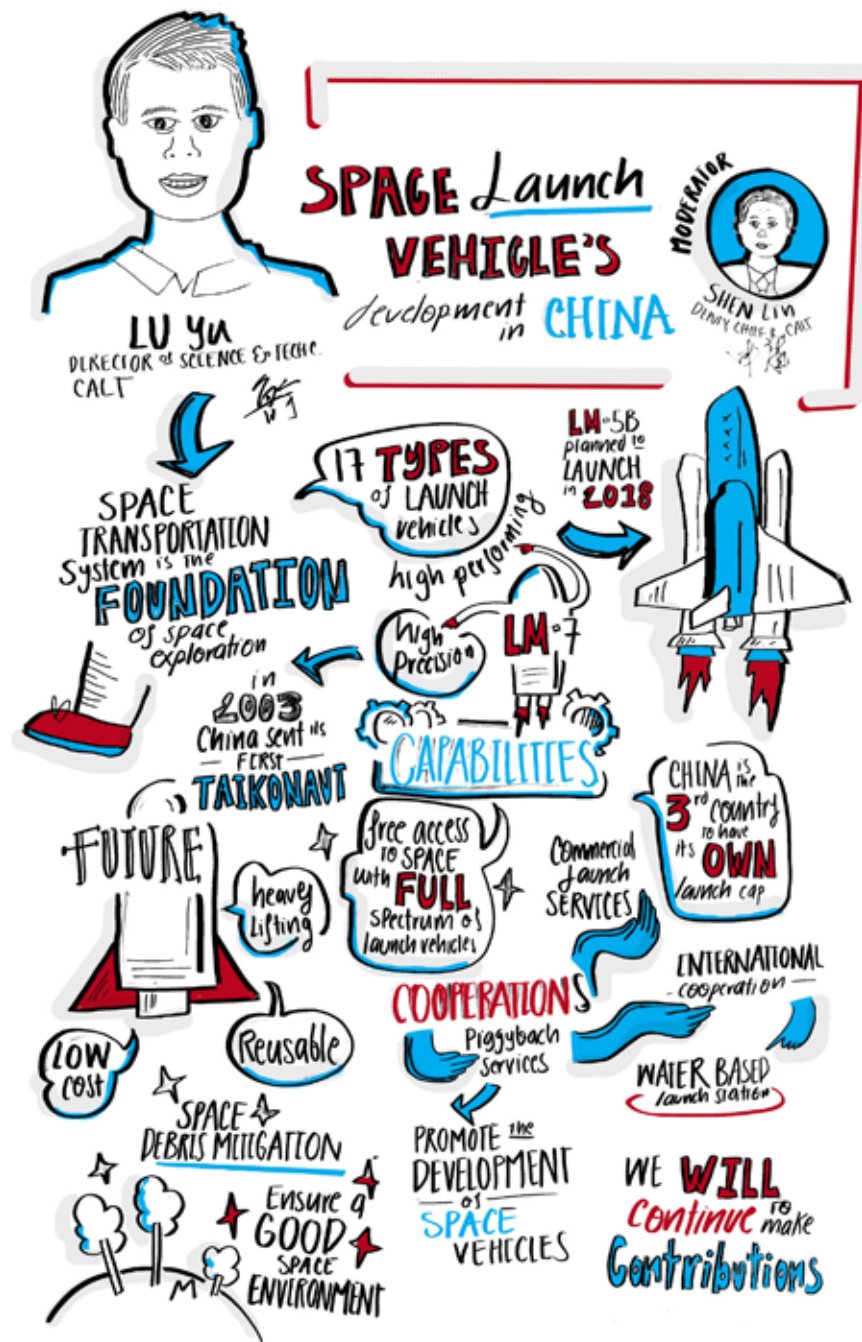 SPACE Launch
VEHICLE'S
development
in CHINA
MODERATOR
SHEN LIN
DEPUTY CHIEF R. CALT
LU YU
DIRECTOR of SCIENCE & TECHC.
CALT
SPACE
TRANSPORTATION
System is the
FOUNDATION
of space
exploration
17 TYPES
of LAUNCH
vehicles
high performing
high
precision
LM-7
LM-5B
planned to
LAUNCH
in 2018
in
2003
China sent its
FIRST
TAIKONAUT
CAPABILITIES
free access
to SPACE
with FULL
spectrum of
launch vehicles
CHINA is the
3rd country
to have
its OWN
launch cap
FUTURE
heavy
lifting
LOW
COST
Reusable
Commercial
Launch
SERVICES
COOPERATIONS
Piggybach
services
INTERNATIONAL
cooperation
WATER BASED
launch station
SPACE
DEBRIS MITIGATION
Ensure a
GOOD
SPACE
ENVIRONMENT
PROMOTE the
DEVELOPMENT
of
SPACE
VEHICLES
WE WILL
Continue to make
Contributions